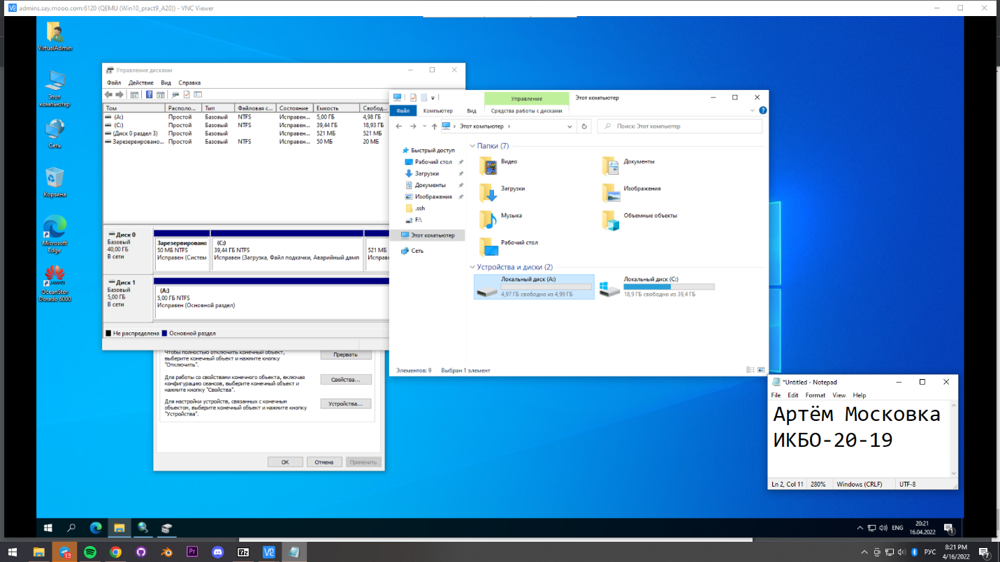 admins.say.mooo.com:6120 (QEMU (Win10_pract9_A20)) - VNC Viewer
VirtualAdmin
Этот компьютер
Сеть
Корзина
Microsoft Edge
HUAWEI
OceanStor Dorado 6000
Управление дисками
Файл Действие Вид Справка
Том Располо... Тип Файловая с... Состояние Емкость Свобод...
(A:) Простой Базовый NTFS Исправен... 5,00 ГБ 4,98 ГБ
(C:) Простой Базовый NTFS Исправен... 39,44 ГБ 18,93 ГБ
(Диск 0 раздел 3) Простой Базовый Исправен... 521 МБ 521 МБ
Зарезервировано... Простой Базовый NTFS Исправен... 50 МБ 20 МБ
Диск 0
Базовый
40,00 ГБ
В сети
Зарезервировано
50 МБ NTFS
Исправен (Систем
(C:)
39,44 ГБ NTFS
Исправен (Загрузка, Файл подкачки, Аварийный дамп
521 МБ
Исправе
Диск 1
Базовый
5,00 ГБ
В сети
(A:)
5,00 ГБ NTFS
Исправен (Основной раздел)
Не распределена Основной раздел
Чтобы полностью отключить конечный объект,
выберите конечный объект и нажмите кнопку
"Отключить".
Прервать
Для работы со свойствами конечного объекта, включая
конфигурацию сеансов, выберите конечный объект и
нажмите кнопку "Свойства".
Свойства...
Для настройки устройств, связанных с конечным
объектом, выберите конечный объект и нажмите кнопку
"Устройства".
Устройства...
ОК Отмена Применить
Управление Этот компьютер
Файл Компьютер Вид Средства работы с дисками
Этот компьютер
Поиск: Этот компьютер
Быстрый доступ
Рабочий стол
Загрузки
Документы
Изображения
.ssh
F:\
Этот компьютер
Сеть
Папки (7)
Видео Документы
Загрузки Изображения
Музыка Объемные объекты
Рабочий стол
Устройства и диски (2)
Локальный диск (A:)
4,97 ГБ свободно из 4,99 ГБ
Локальный диск (C:)
18,9 ГБ свободно из 39,4 ГБ
Элементов: 9 Выбран 1 элемент
*Untitled - Notepad
File Edit Format View Help
Артём Московка
ИКБО-20-19
Ln 2, Col 11 280% Windows (CRLF) UTF-8
ENG
20:21
16.04.2022
1
13
Pr
7z
РУС
8:21 PM
4/16/2022
7